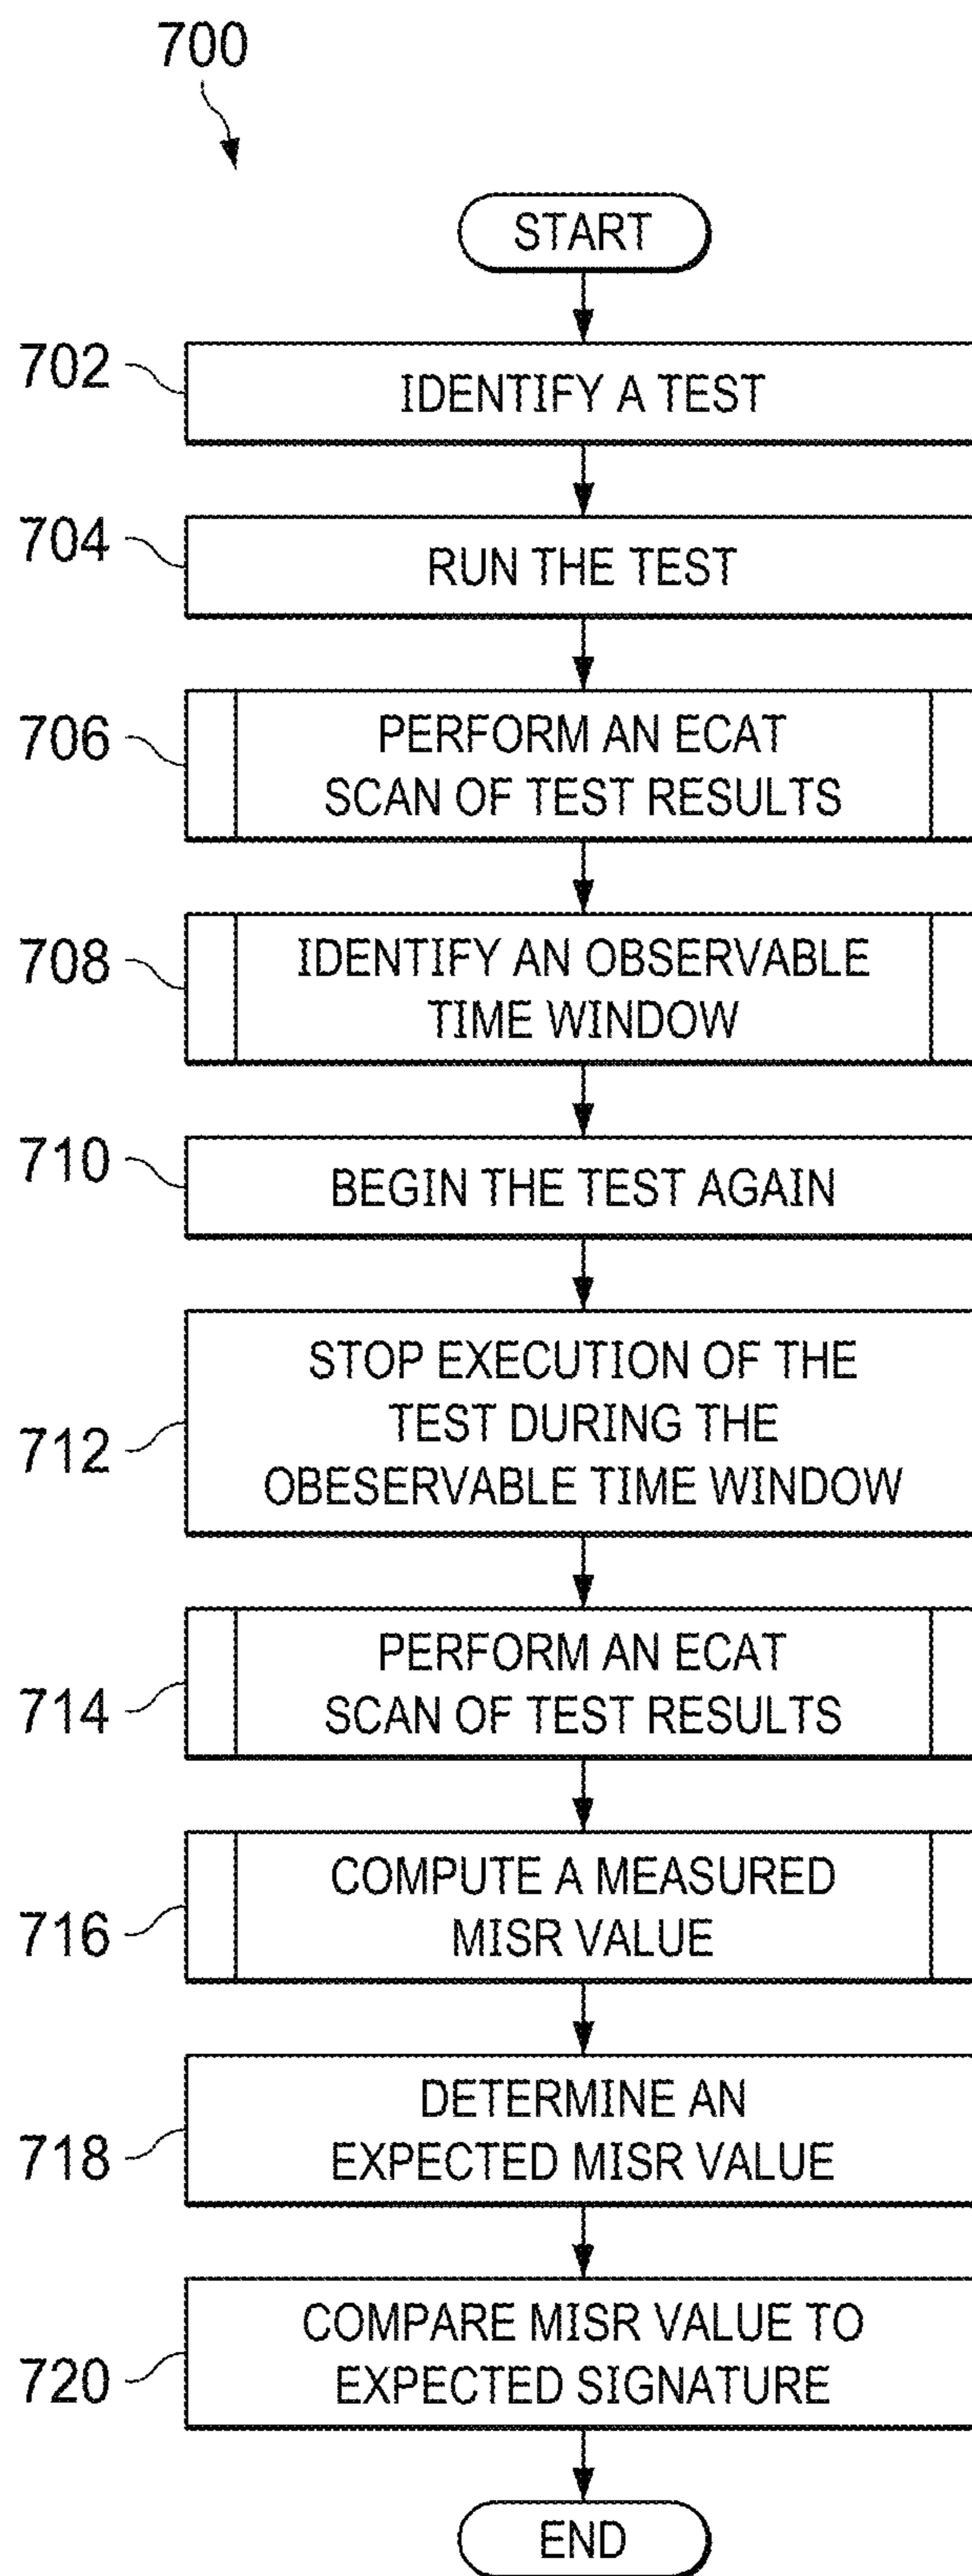 700
START
702
IDENTIFY A TEST
704
RUN THE TEST
706
PERFORM AN ECAT
SCAN OF TEST RESULTS
708
IDENTIFY AN OBSERVABLE
TIME WINDOW
710
BEGIN THE TEST AGAIN
712
STOP EXECUTION OF THE
TEST DURING THE
OBESERVABLE TIME WINDOW
714
PERFORM AN ECAT
SCAN OF TEST RESULTS
716
COMPUTE A MEASURED
MISR VALUE
718
DETERMINE AN
EXPECTED MISR VALUE
720
COMPARE MISR VALUE TO
EXPECTED SIGNATURE
END